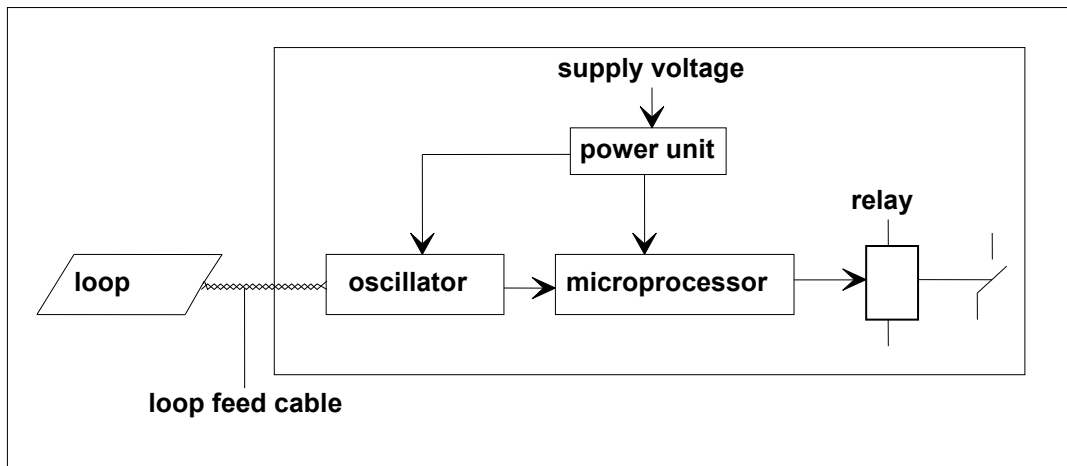 supply voltage
power unit
relay
loop
oscillator
microprocessor
loop feed cable